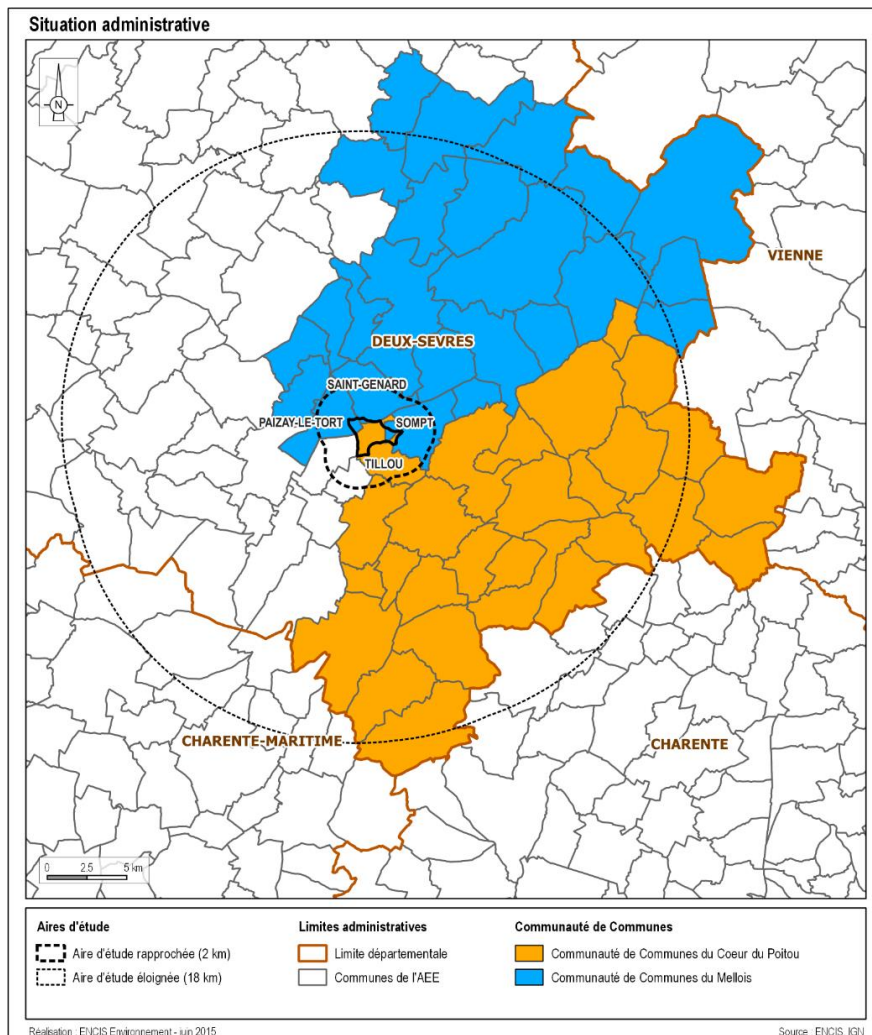 Situation administrative
N
VIENNE
DEUX-SEVRES
SAINT-GENARD
PAIZAY-LE-TORT
SOMPT
TILLOU
CHARENTE-MARITIME
CHARENTE
0 2.5 5 km
Aires d'étude
Aire d'étude rapprochée (2 km)
Aire d'étude éloignée (18 km)
Limites administratives
Limite départementale
Communes de l'AEE
Communauté de Communes
Communauté de Communes du Coeur du Poitou
Communauté de Communes du Mellois
Réalisation : ENCIS Environnement - juin 2015
Source : ENCIS, IGN